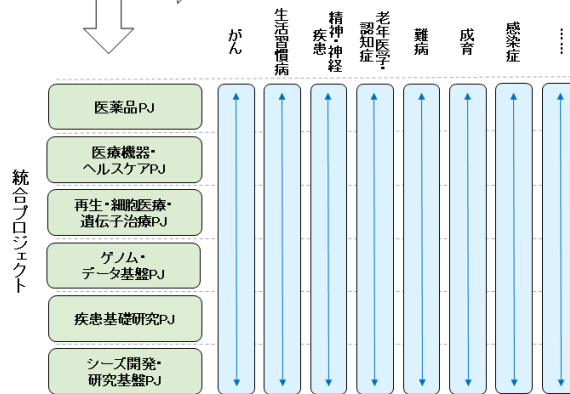 がん
生活習慣病
精神・神経
疾患
老年医学・
認知症
難病
成育
感染症
……
統合プロジェクト
医薬品PJ
医療機器・
ヘルスケアPJ
再生・細胞医療・
遺伝子治療PJ
ゲノム・
データ基盤PJ
疾患基礎研究PJ
シーズ開発・
研究基盤PJ